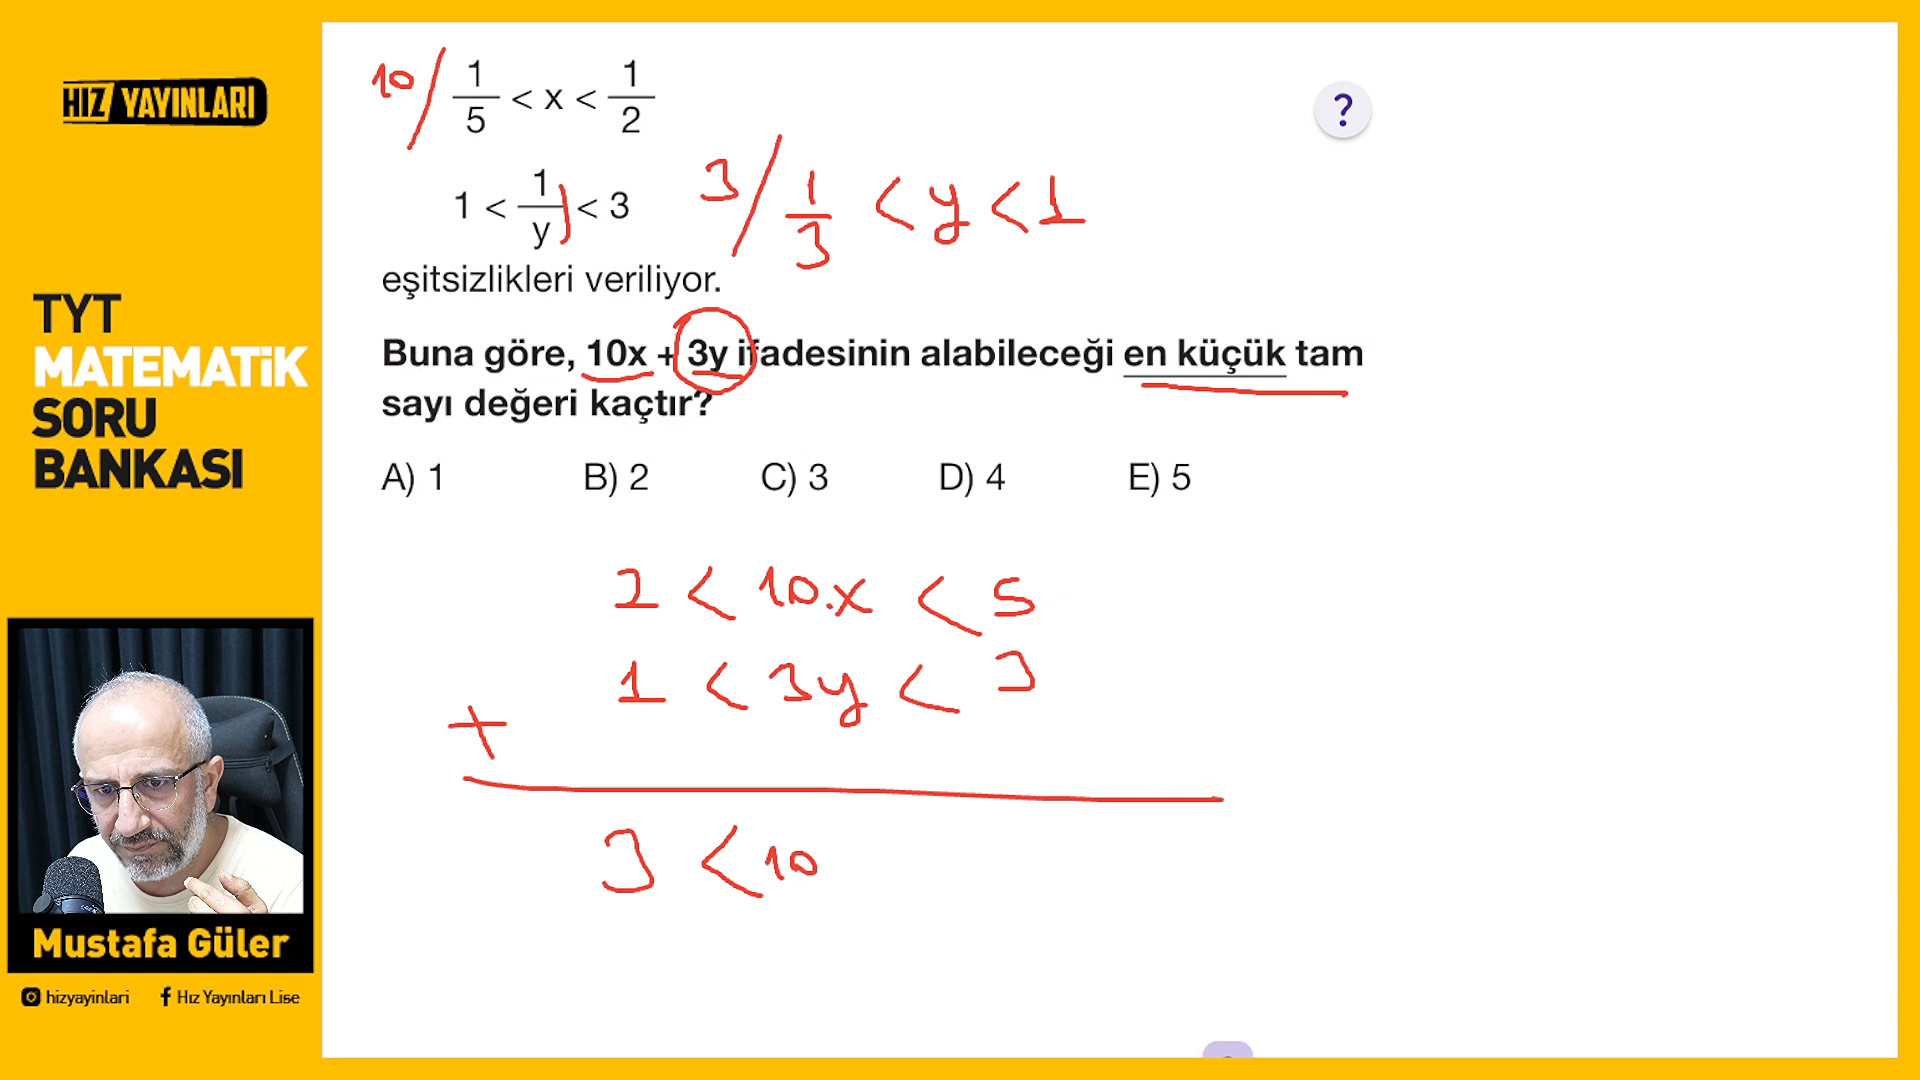 HIZ YAYINLARI
TYT
MATEMATİK
SORU
BANKASI
Mustafa Güler
hizyayinlari
Hız Yayınları Lise
10 / 1/5 < x < 1/2
1 < 1/y < 3
3 / 1/3 < y < 1
?
eşitsizlikleri veriliyor.
Buna göre, 10x + 3y ifadesinin alabileceği en küçük tam
sayı değeri kaçtır?
A) 1 B) 2 C) 3 D) 4 E) 5
2 < 10.x < 5
1 < 3y < 3
+
3 < 10